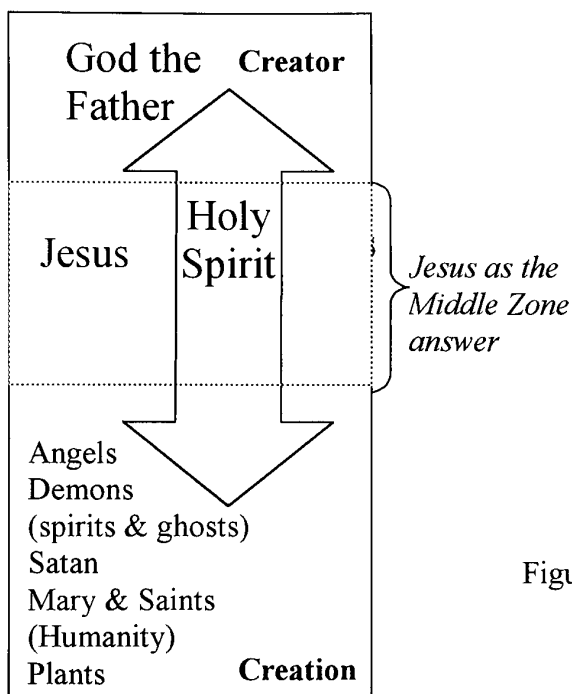 God the Creator
Father
Holy
Spirit
Jesus
Jesus as the
Middle Zone
answer
Angels
Demons
(spirits & ghosts)
Satan
Mary & Saints
(Humanity)
Plants Creation
Figu